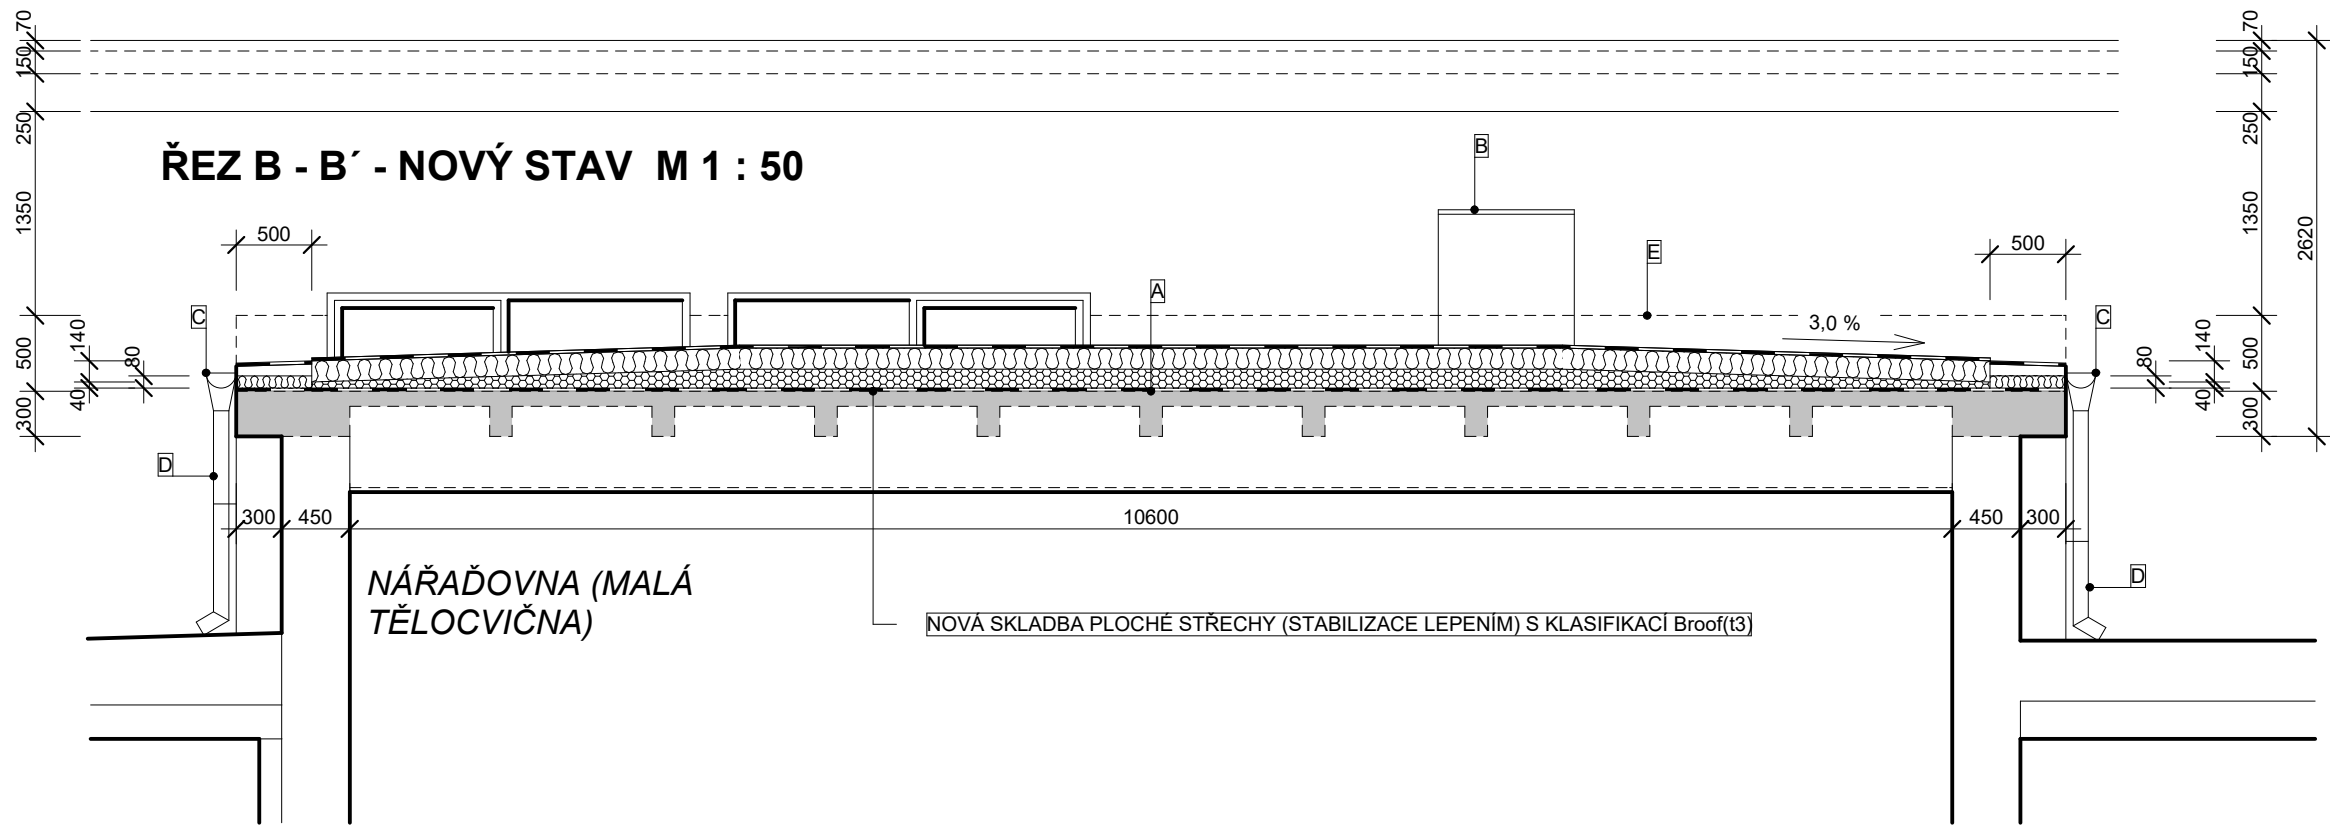 70
150
250
1350
500
300
140
80
40
70
150
250
1350
500
300
2620
140
80
40
ŘEZ B - B´ - NOVÝ STAV M 1 : 50
B
500
E
500
A
C
3,0 %
C
D
300
450
10600
450
300
D
NÁŘAĎOVNA (MALÁ
TĚLOCVIČNA)
NOVÁ SKLADBA PLOCHÉ STŘECHY (STABILIZACE LEPENÍM) S KLASIFIKACÍ Broof(t3)